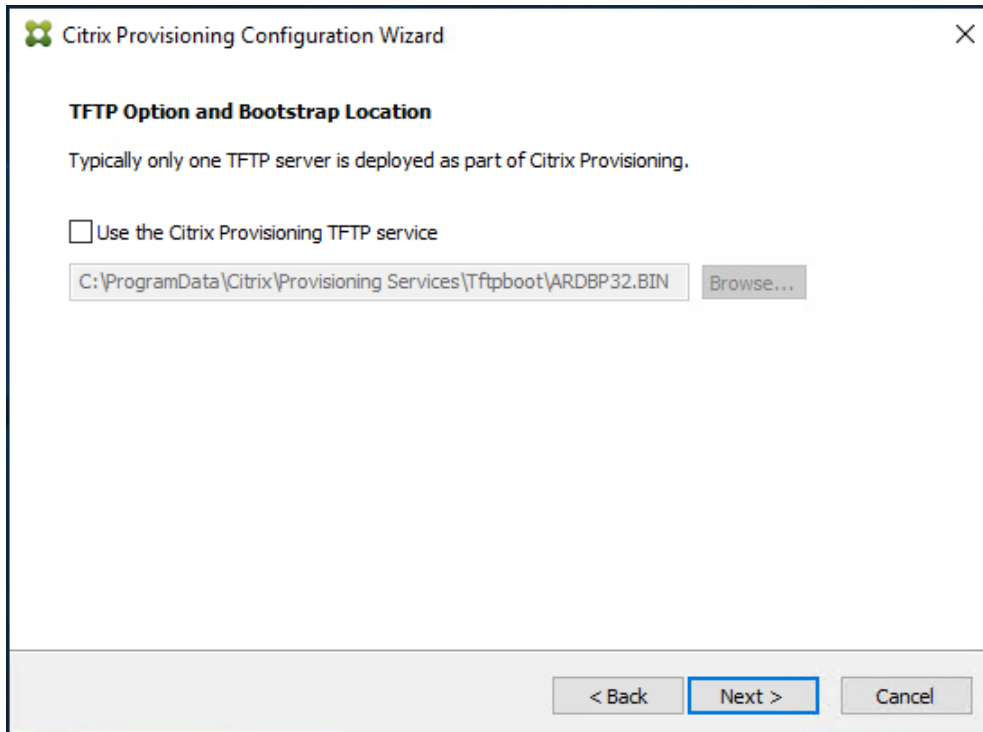 Citrix Provisioning Configuration Wizard
TFTP Option and Bootstrap Location
Typically only one TFTP server is deployed as part of Citrix Provisioning.
Use the Citrix Provisioning TFTP service
C:\ProgramData\Citrix\Provisioning Services\Tftpboot\ARDBP32.BIN
Browse...
< Back
Next >
Cancel